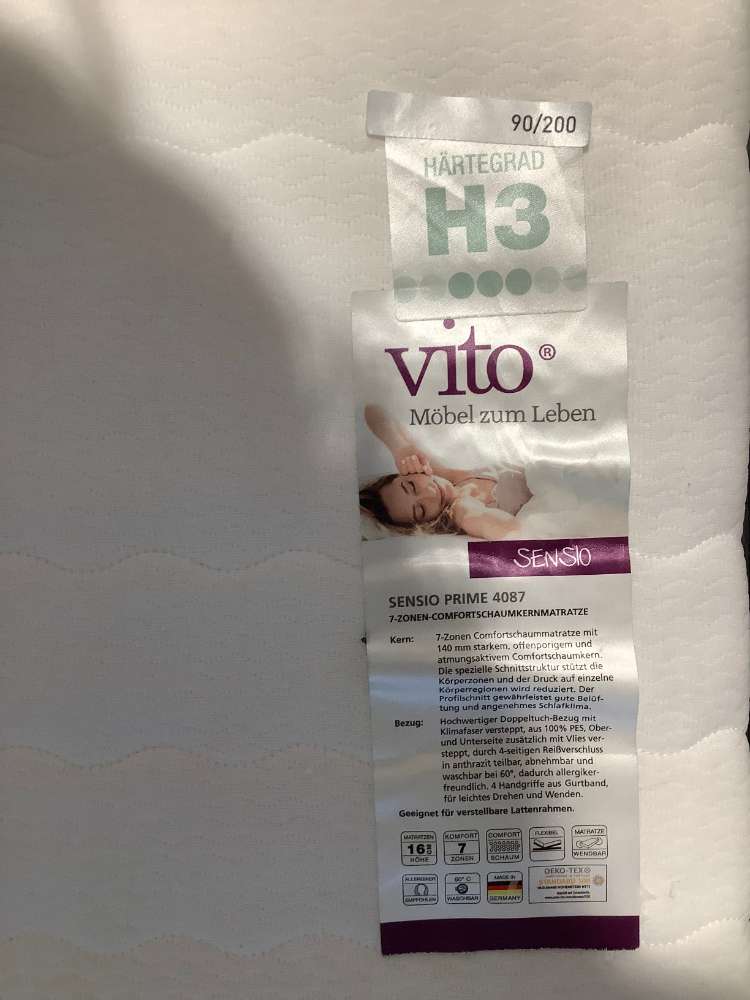 90/200
HÄRTEGRAD
H3
vito®
Möbel zum Leben
SENSIO
SENSIO PRIME 4087
7-ZONEN-COMFORTSCHAUMKERNMATRATZE
Kern: 7-Zonen Comfortschaummatratze mit
140 mm starkem, offenporigem und
atmungsaktivem Comfortschaumkern.
Die spezielle Schnittstruktur stützt die
Körperzonen und der Druck auf einzelne
Körperregionen wird reduziert. Der
Profilschnitt gewährleistet gute Belüf-
tung und angenehmes Schlafklima.
Bezug: Hochwertiger Doppeltuch-Bezug mit
Klimafaser versteppt, aus 100% PES, Ober-
und Unterseite zusätzlich mit Vlies ver-
steppt, durch 4-seitigen Reißverschluss
in anthrazit teilbar, abnehmbar und
waschbar bei 60°, dadurch allergiker-
freundlich. 4 Handgriffe aus Gurtband,
für leichtes Drehen und Wenden.
Geeignet für verstellbare Lattenrahmen.
MATRATZEN
16
HÖHE
KOMFORT
7
ZONEN
COMFORT
SCHAUM
FLEXIBEL
MATRATZE
WENDBAR
ALLERGIKER
EMPFOHLEN
60° C
WASCHBAR
MADE IN
GERMANY
OEKO-TEX®
STANDARD 100